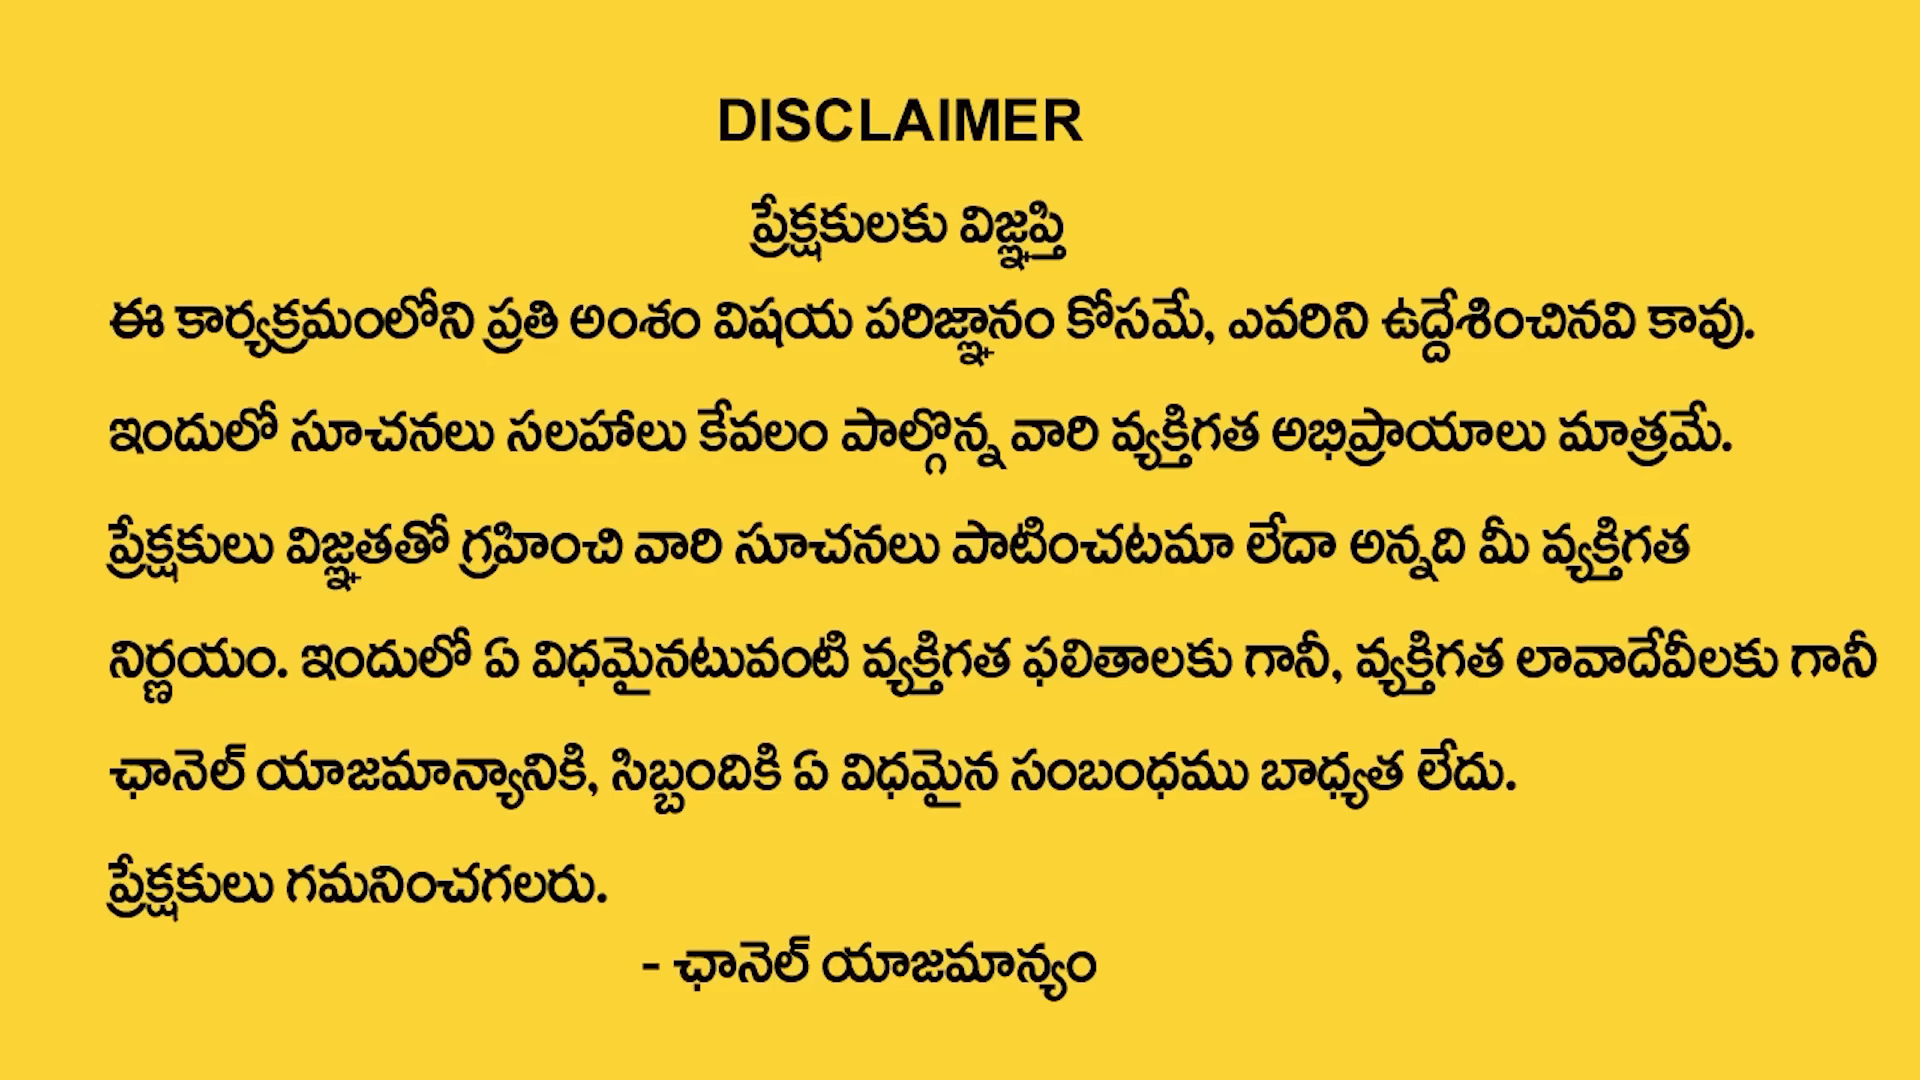 DISCLAIMER
ప్రేక్షకులకు విజ్ఞప్తి
ఈ కార్యక్రమంలోని ప్రతి అంశం విషయ పరిజ్ఞానం కోసమే, ఎవరిని ఉద్దేశించినవి కావు.
ఇందులో సూచనలు సలహాలు కేవలం పాల్గొన్న వారి వ్యక్తిగత అభిప్రాయాలు మాత్రమే.
ప్రేక్షకులు విజ్ఞతతో గ్రహించి వారి సూచనలు పాటించటమా లేదా అన్నది మీ వ్యక్తిగత
నిర్ణయం. ఇందులో ఏ విధమైనటువంటి వ్యక్తిగత ఫలితాలకు గానీ, వ్యక్తిగత లావాదేవీలకు గానీ
ఛానెల్ యాజమాన్యానికి, సిబ్బందికి ఏ విధమైన సంబంధము బాధ్యత లేదు.
ప్రేక్షకులు గమనించగలరు.
- ఛానెల్ యాజమాన్యం